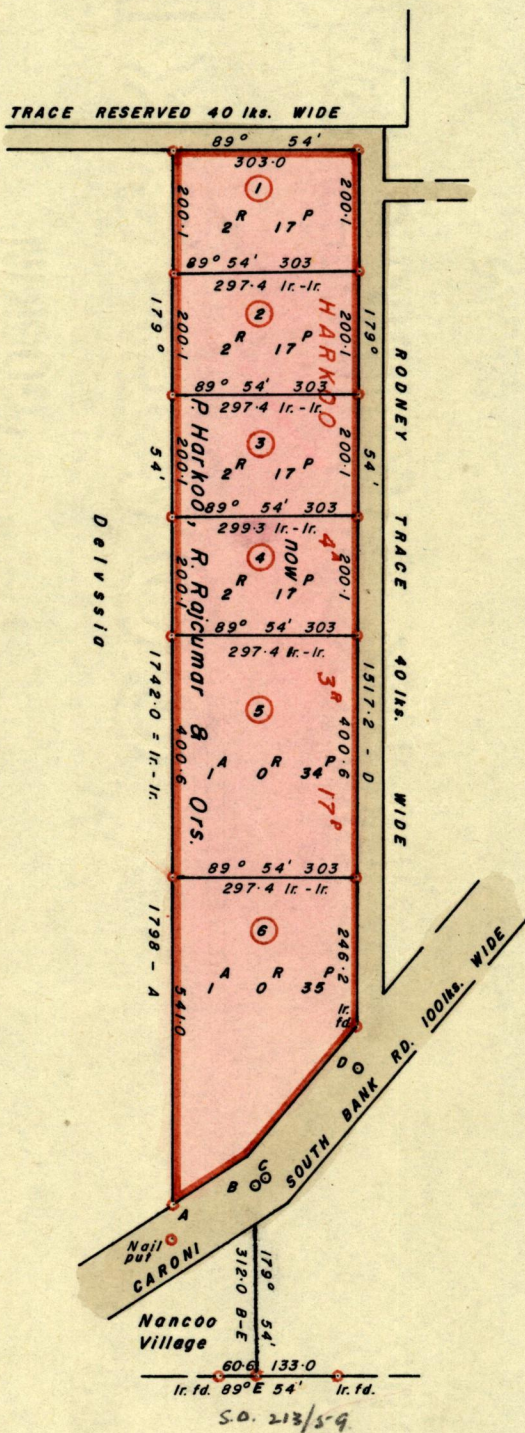 TRACE RESERVED 40 lks. WIDE
89° 54'
303.0
1
2 R 17 P
200.1
200.1
89° 54' 303
297.4 Ir.-Ir.
2
2 R 17 P
200.1
200.1
89° 54' 303
297.4 Ir.-Ir.
3
2 R 17 P
200.1
200.1
89° 54' 303
299.3 Ir.-Ir.
4
2 R 17 P
200.1
200.1
89° 54' 303
297.4 Ir.-Ir.
5
1 A 0 R 34 P
400.6
400.6
89° 54' 303
297.4 Ir.-Ir.
6
1 A 0 R 35 P
541.0
246.2
Ir. fd.
HARKOO
4 A 3 R 17 P
now
P. Harkoo, R. Rajcumar & Ors.
179° 54'
1742.0 = Ir.-Ir.
1798 - A
Delvssia
179° 54'
1517.2 - D
RODNEY TRACE 40 lks. WIDE
D
C
B
A
Nail put
CARONI SOUTH BANK RD. 100 lks. WIDE
179° 54'
312.0 B-E
Nancoo
Village
60.6 133.0
Ir. fd. 89° E 54' Ir. fd.
S.O. 213/59